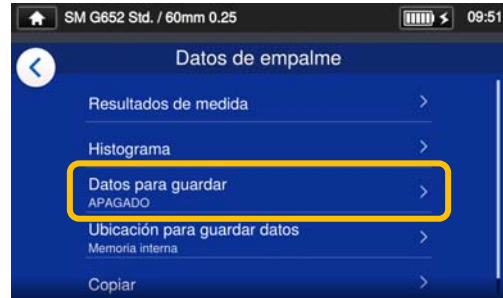 SM G652 Std. / 60mm 0.25
09:51
Datos de empalme
Resultados de medida
Histograma
Datos para guardar
APAGADO
Ubicación para guardar datos
Memoria interna
Copiar